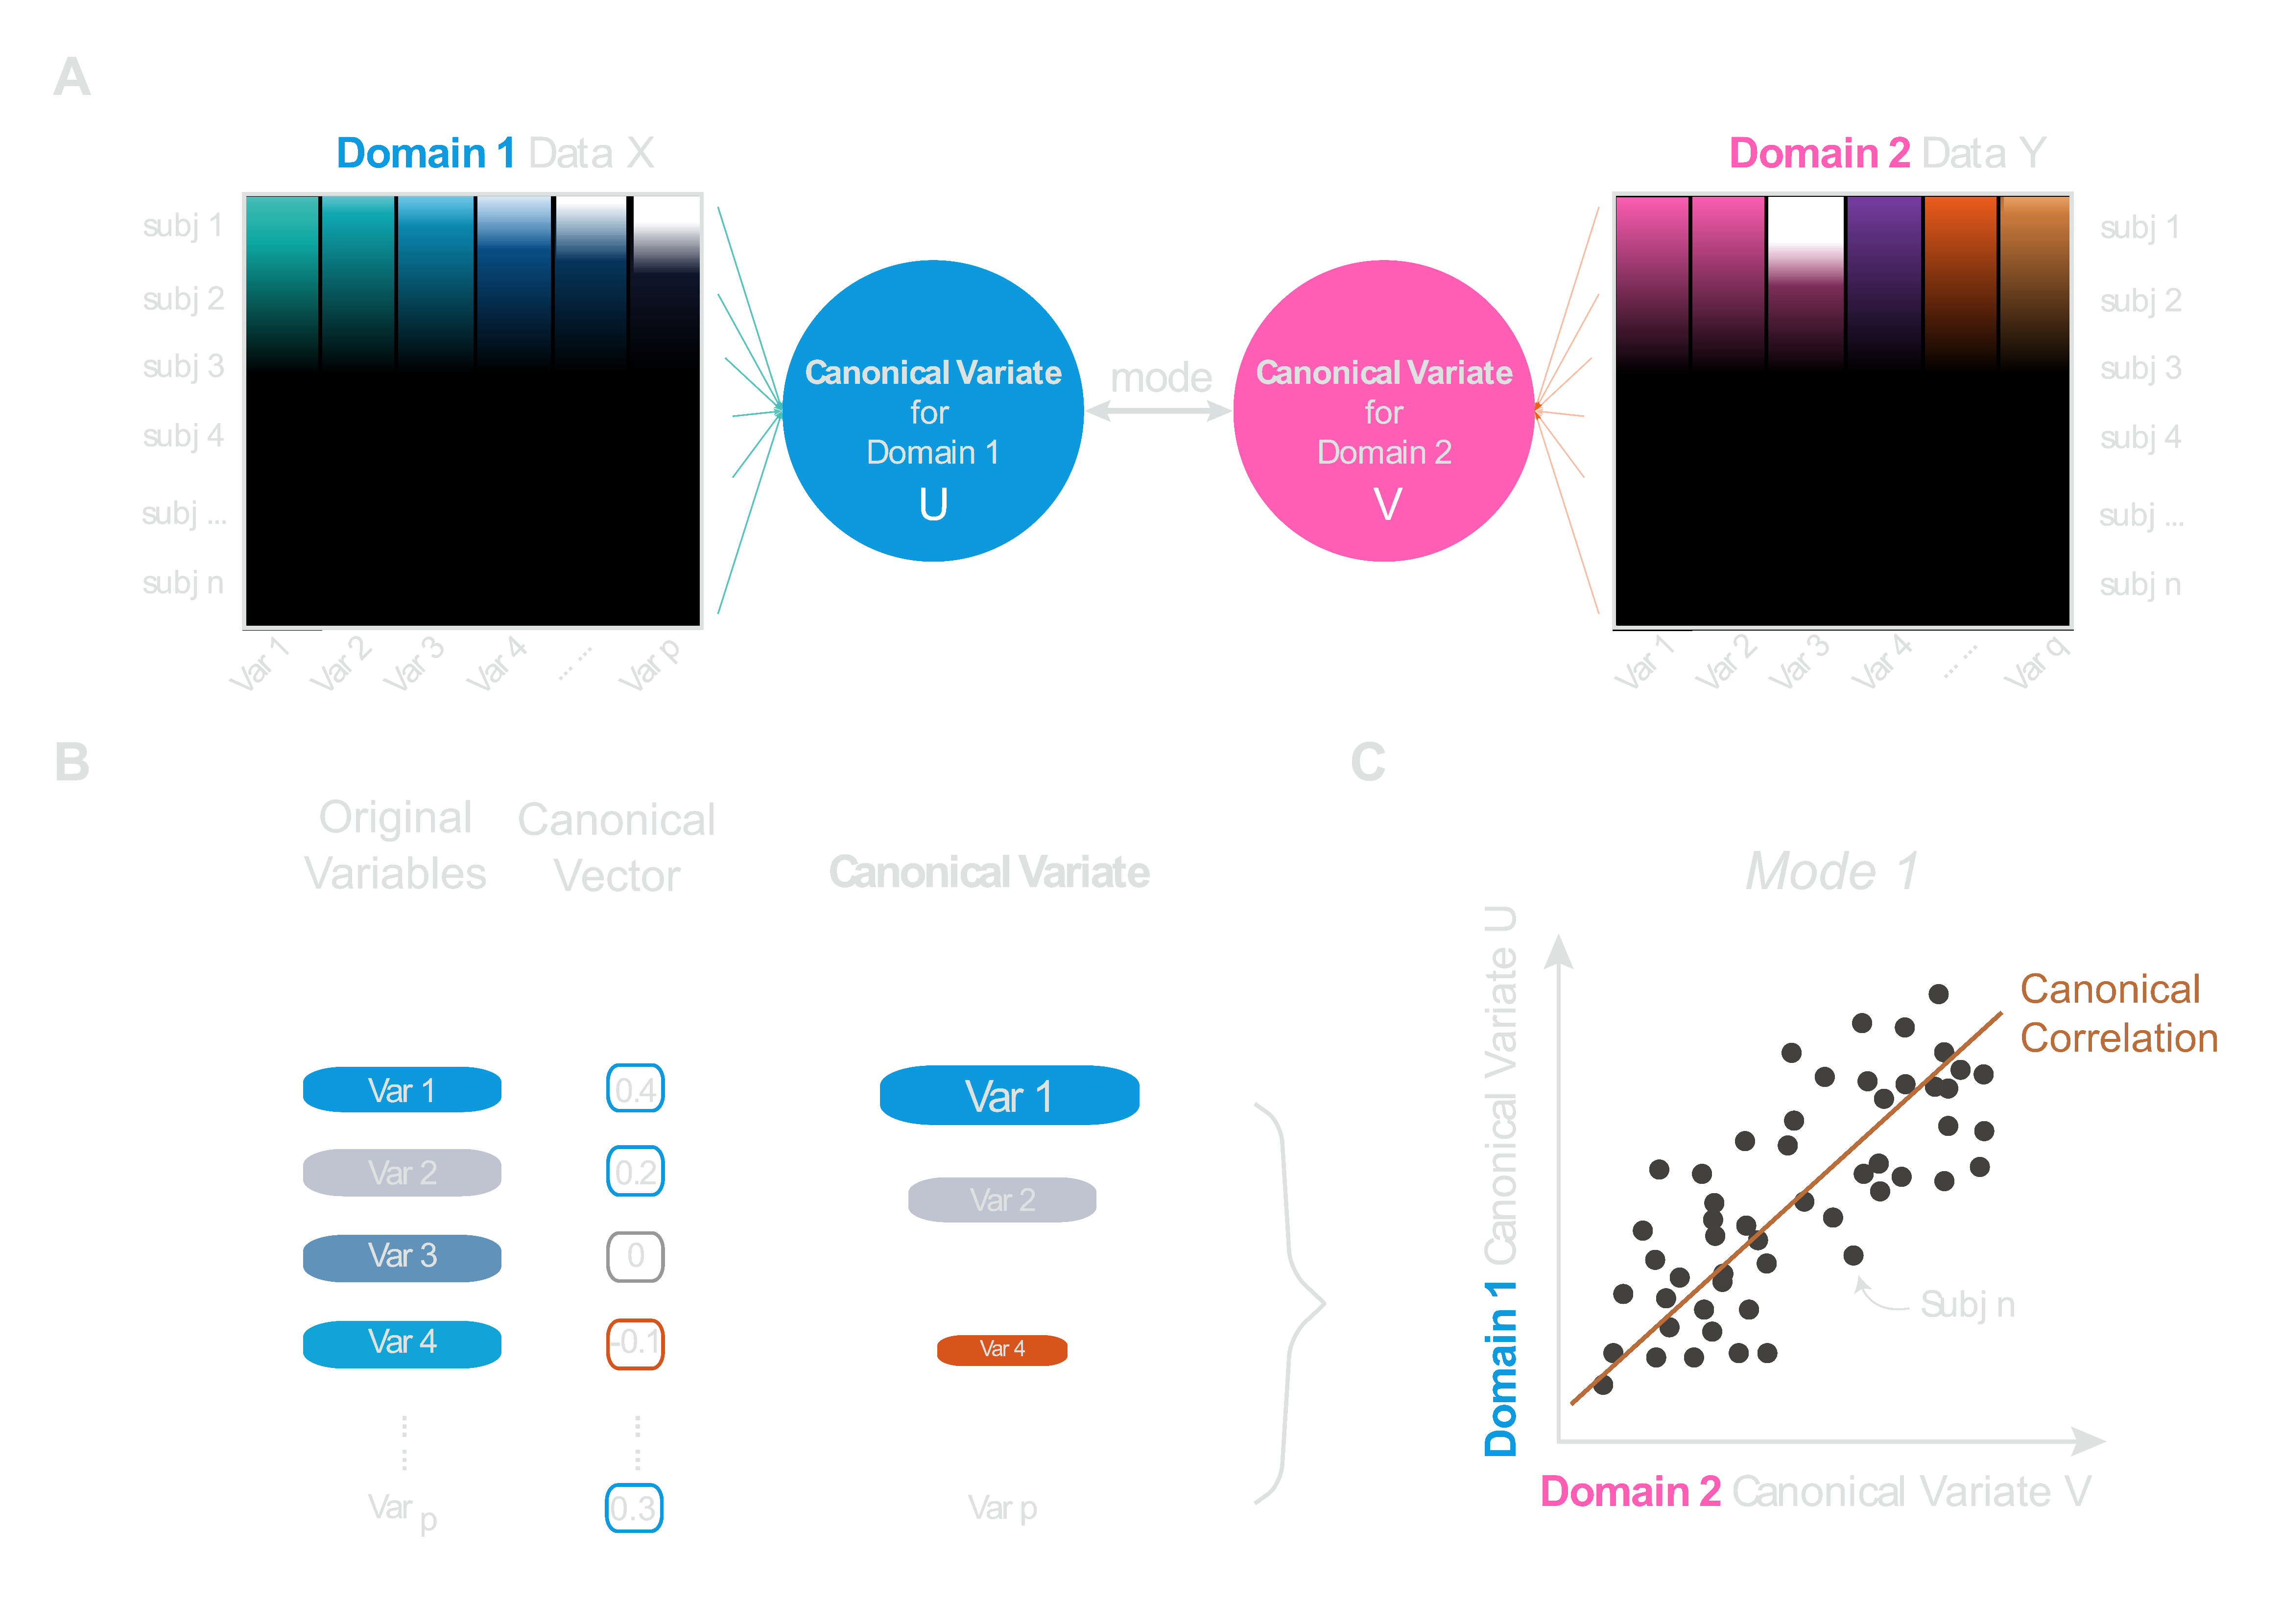 A
Domain 1 Data X
subj 1
subj 2
subj 3
subj 4
subj ...
subj n
Var 1
Var 2
Var 3
Var 4
... ...
Var p
Canonical Variate
for
Domain 1
U
mode
Canonical Variate
for
Domain 2
V
Domain 2 Data Y
subj 1
subj 2
subj 3
subj 4
subj ...
subj n
Var 1
Var 2
Var 3
Var 4
... ...
Var q
B
Original
Variables
Canonical
Vector
Canonical Variate
Var 1
0.4
Var 1
Var 2
0.2
Var 2
Var 3
0
Var 4
-0.1
Var 4
Var p
0.3
Var p
C
Mode 1
Domain 1 Canonical Variate U
Canonical
Correlation
Subj n
Domain 2 Canonical Variate V